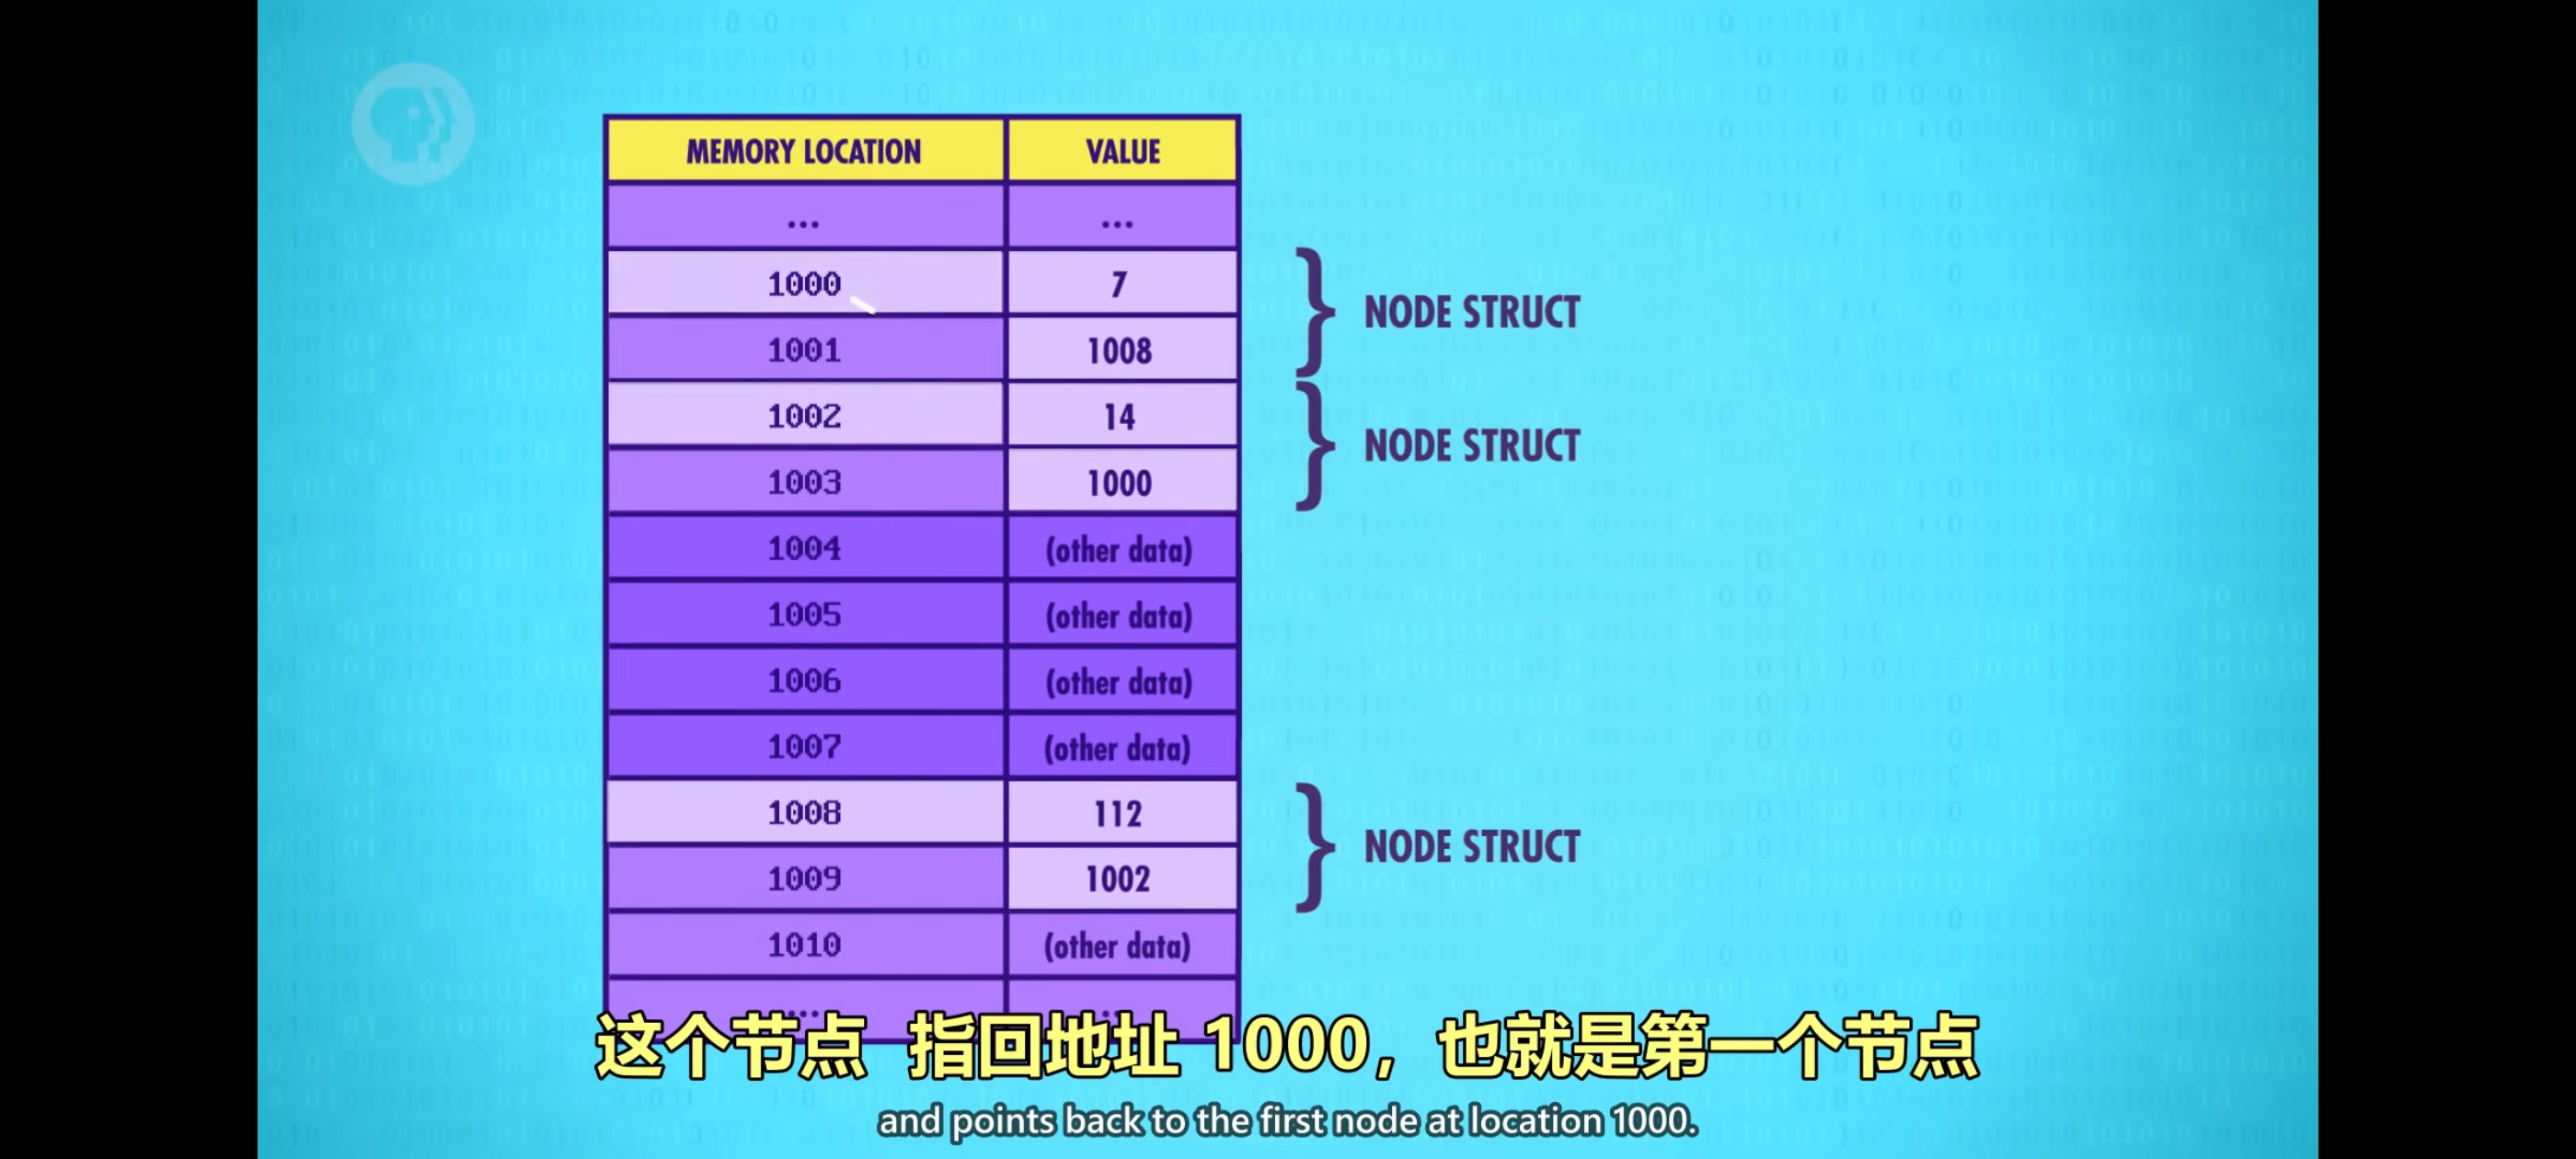 MEMORY LOCATION VALUE
... ...
1000 7
1001 1008
1002 14
1003 1000
1004 (other data)
1005 (other data)
1006 (other data)
1007 (other data)
1008 112
1009 1002
1010 (other data)
... ...
NODE STRUCT
NODE STRUCT
NODE STRUCT
这个节点 指回地址 1000，也就是第一个节点
and points back to the first node at location 1000.